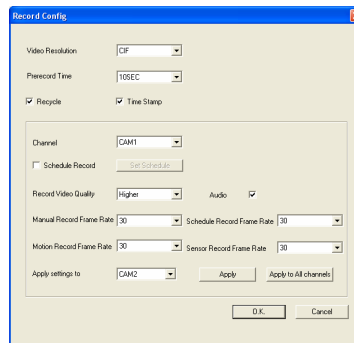 Record Config
Video Resolution CIF
Prerecord Time 10SEC
Recycle Time Stamp
Channel CAM1
Schedule Record Set Schedule
Record Video Quality Higher Audio
Manual Record Frame Rate 30 Schedule Record Frame Rate 30
Motion Record Frame Rate 30 Sensor Record Frame Rate 30
Apply settings to CAM2 Apply Apply to All channels
O.K. Cancel